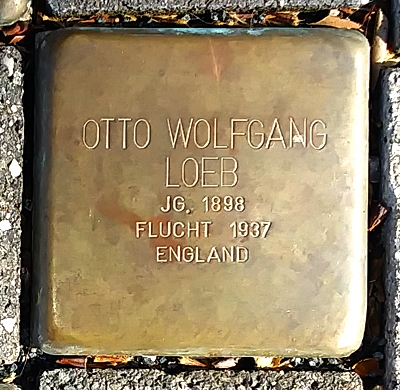 OTTO WOLFGANG
LOEB
JG. 1898
FLUCHT 1937
ENGLAND